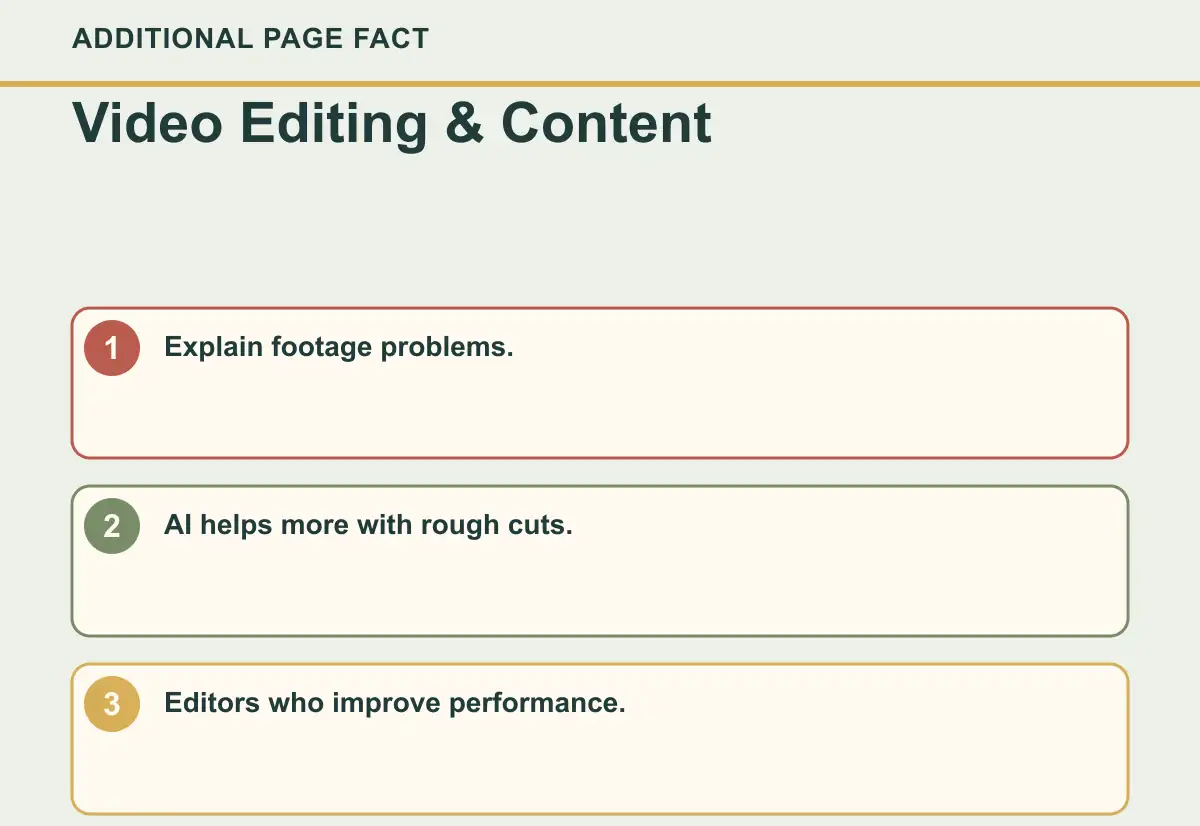 ADDITIONAL PAGE FACT
Video Editing & Content
1 Explain footage problems.
2 AI helps more with rough cuts.
3 Editors who improve performance.